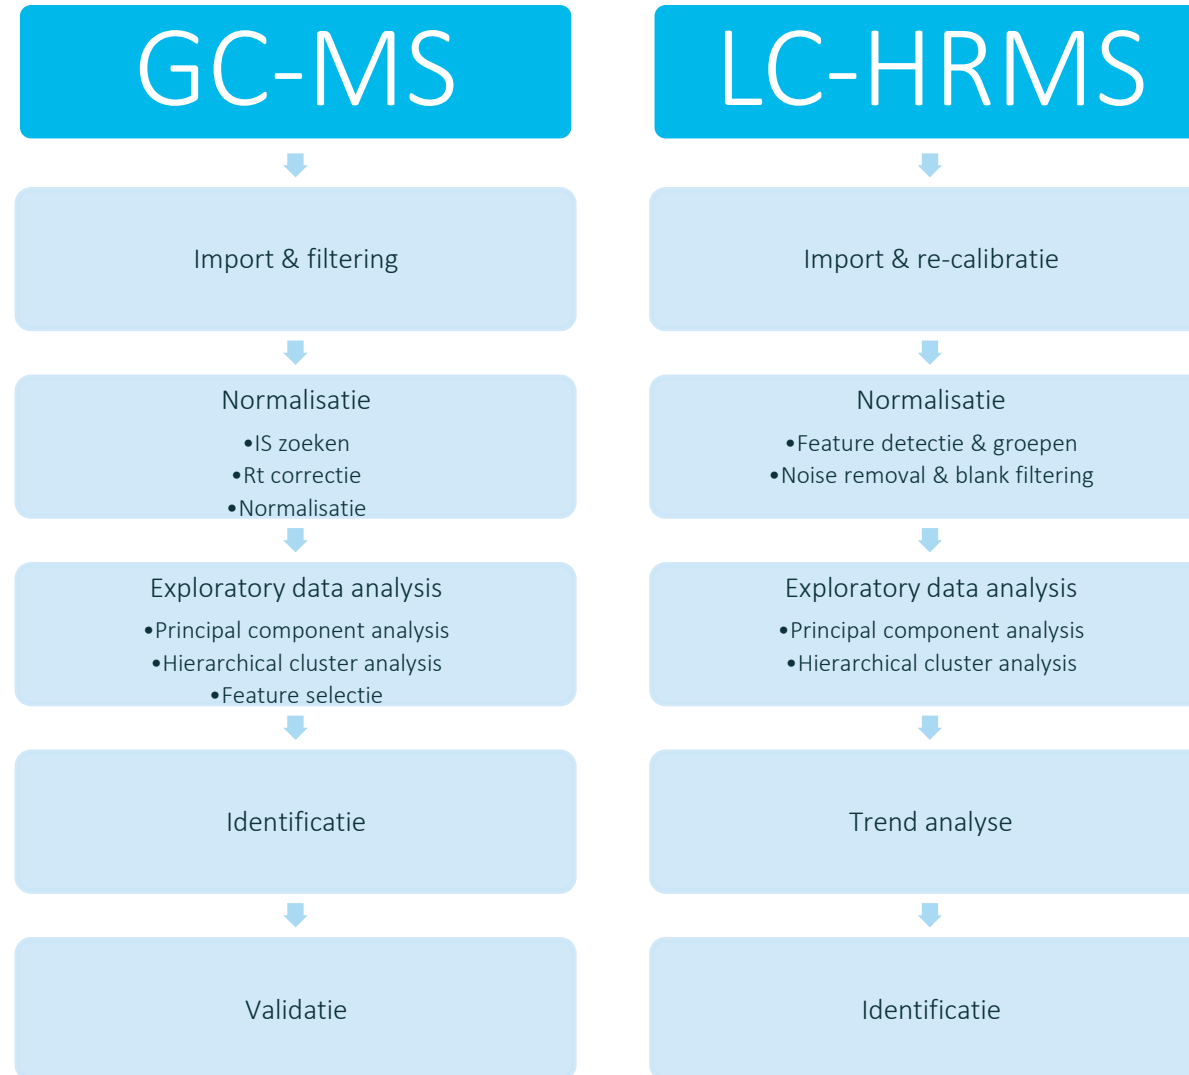 GC-MS
Import & filtering
Normalisatie
•IS zoeken
•Rt correctie
•Normalisatie
Exploratory data analysis
•Principal component analysis
•Hierarchical cluster analysis
•Feature selectie
Identificatie
Validatie
LC-HRMS
Import & re-calibratie
Normalisatie
•Feature detectie & groepen
•Noise removal & blank filtering
Exploratory data analysis
•Principal component analysis
•Hierarchical cluster analysis
Trend analyse
Identificatie